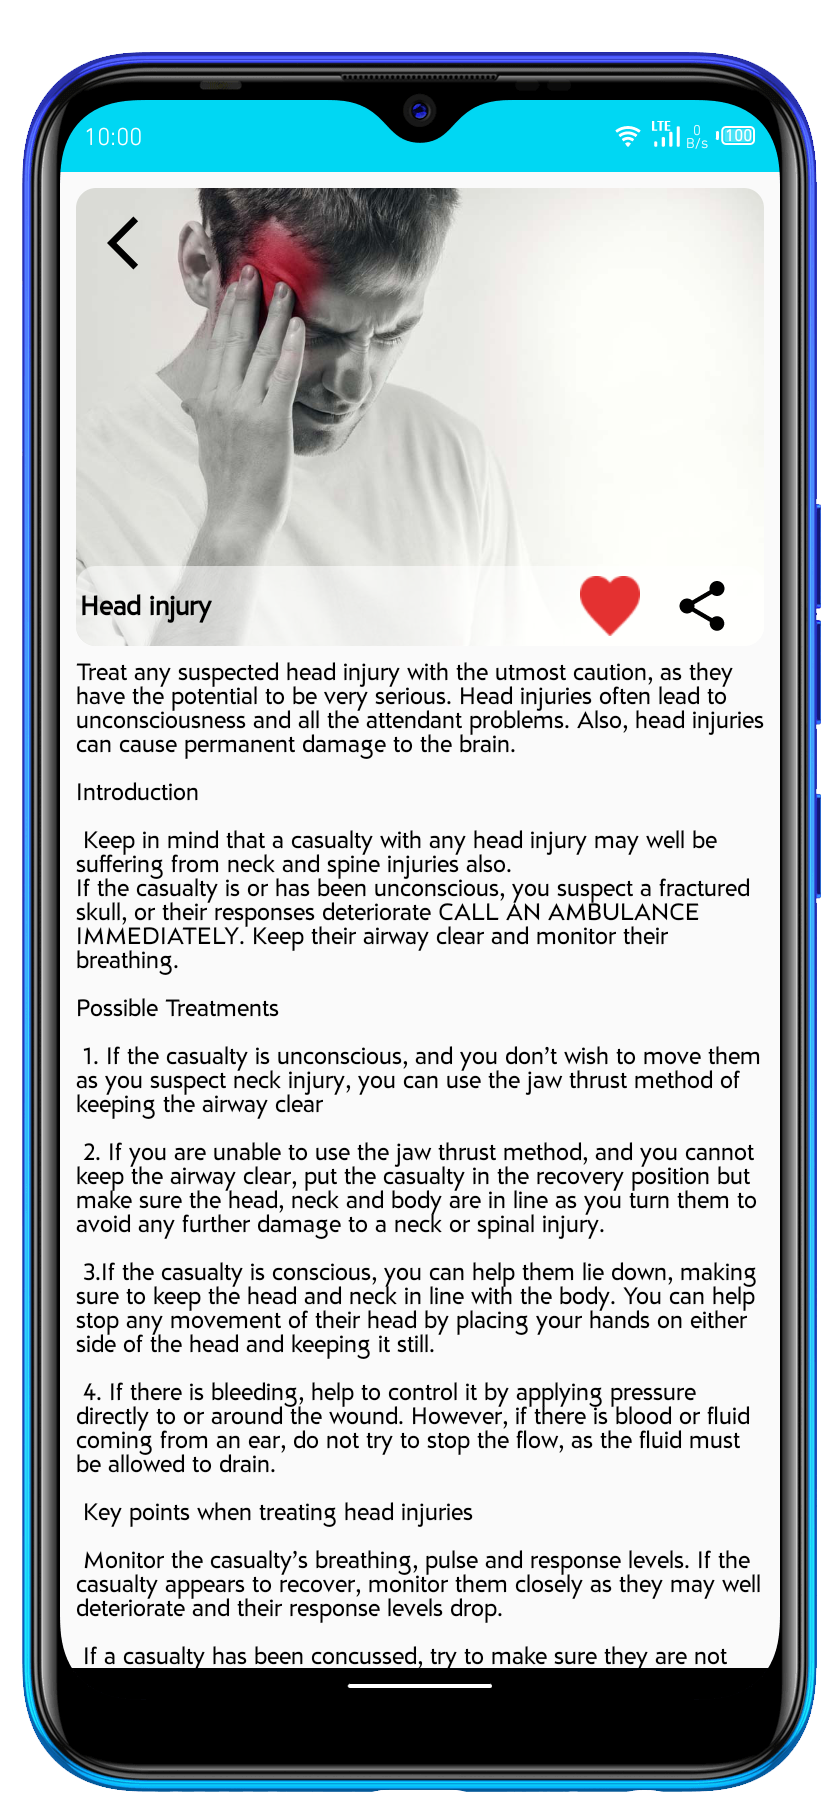 10:00
LTE
0
B/s
100
Head injury
Treat any suspected head injury with the utmost caution, as they
have the potential to be very serious. Head injuries often lead to
unconsciousness and all the attendant problems. Also, head injuries
can cause permanent damage to the brain.
Introduction
Keep in mind that a casualty with any head injury may well be
suffering from neck and spine injuries also.
If the casualty is or has been unconscious, you suspect a fractured
skull, or their responses deteriorate CALL AN AMBULANCE
IMMEDIATELY. Keep their airway clear and monitor their
breathing.
Possible Treatments
1. If the casualty is unconscious, and you don’t wish to move them
as you suspect neck injury, you can use the jaw thrust method of
keeping the airway clear
2. If you are unable to use the jaw thrust method, and you cannot
keep the airway clear, put the casualty in the recovery position but
make sure the head, neck and body are in line as you turn them to
avoid any further damage to a neck or spinal injury.
3.If the casualty is conscious, you can help them lie down, making
sure to keep the head and neck in line with the body. You can help
stop any movement of their head by placing your hands on either
side of the head and keeping it still.
4. If there is bleeding, help to control it by applying pressure
directly to or around the wound. However, if there is blood or fluid
coming from an ear, do not try to stop the flow, as the fluid must
be allowed to drain.
Key points when treating head injuries
Monitor the casualty’s breathing, pulse and response levels. If the
casualty appears to recover, monitor them closely as they may well
deteriorate and their response levels drop.
If a casualty has been concussed, try to make sure they are not